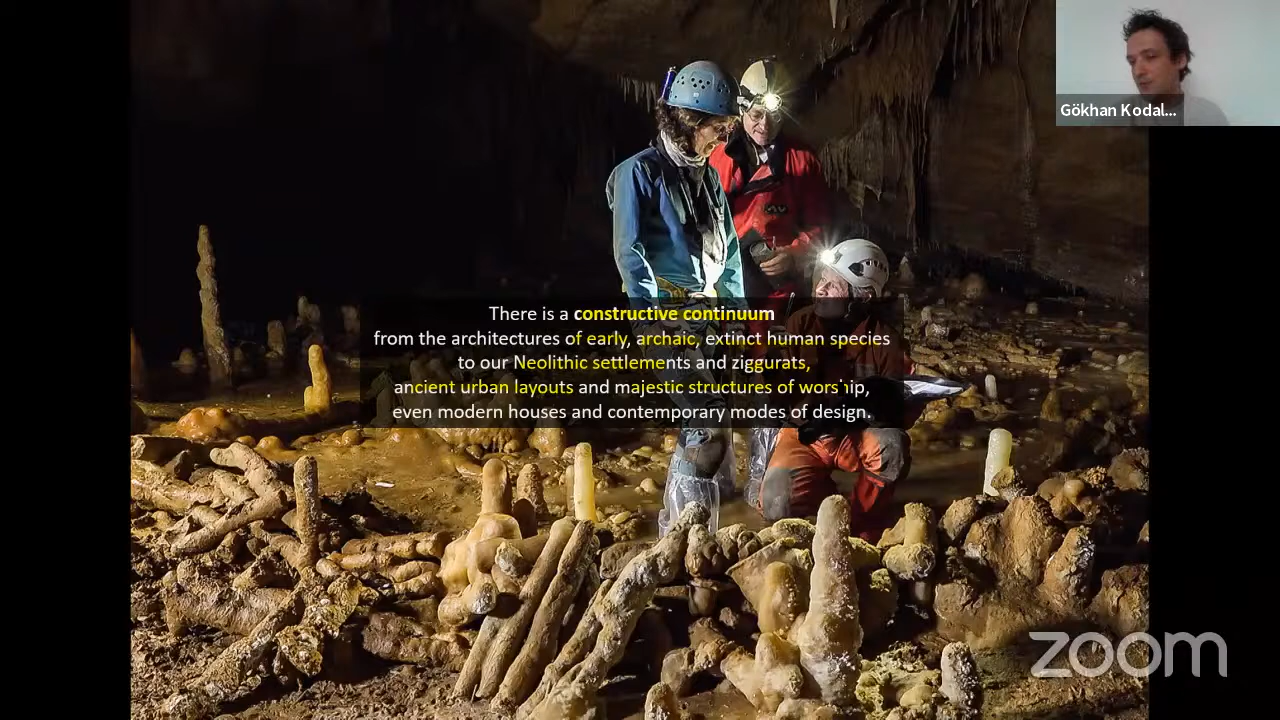 Gökhan Kodal...
There is a constructive continuum
from the architectures of early, archaic, extinct human species
to our Neolithic settlements and ziggurats,
ancient urban layouts and majestic structures of worship,
even modern houses and contemporary modes of design.
zoom